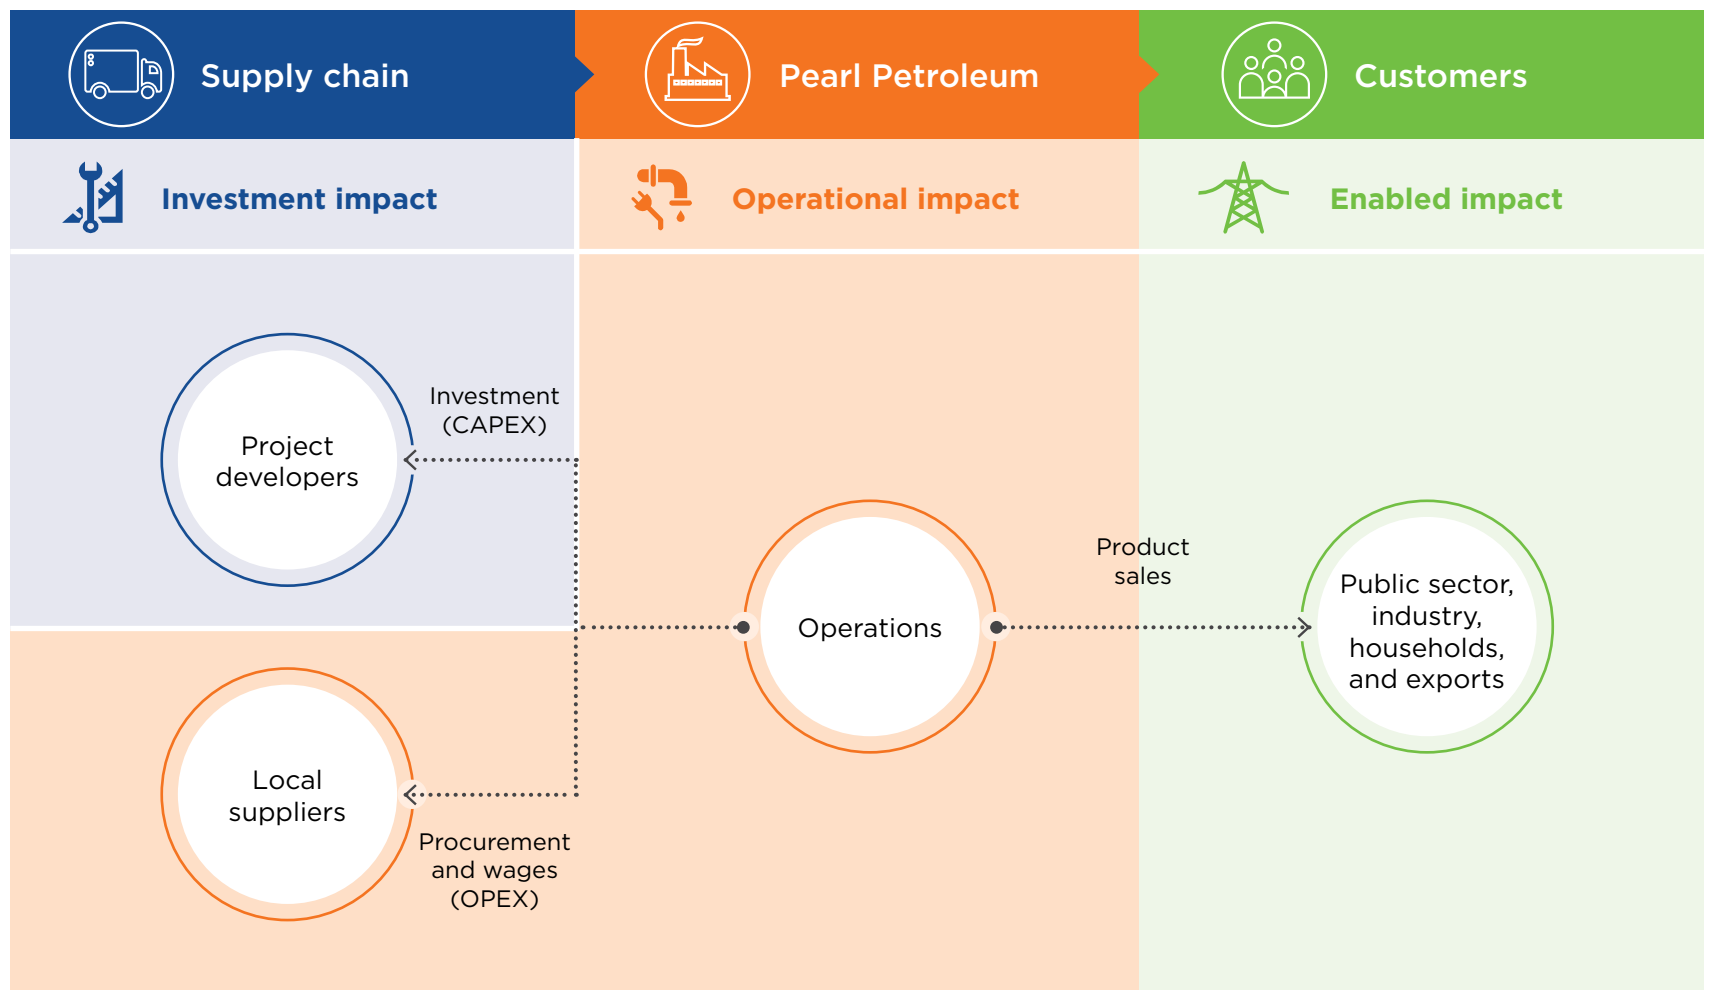 Supply chain
Pearl Petroleum
Customers
Investment impact
Operational impact
Enabled impact
Project
developers
Investment
(CAPEX)
Operations
Product
sales
Public sector,
industry,
households,
and exports
Local
suppliers
Procurement
and wages
(OPEX)